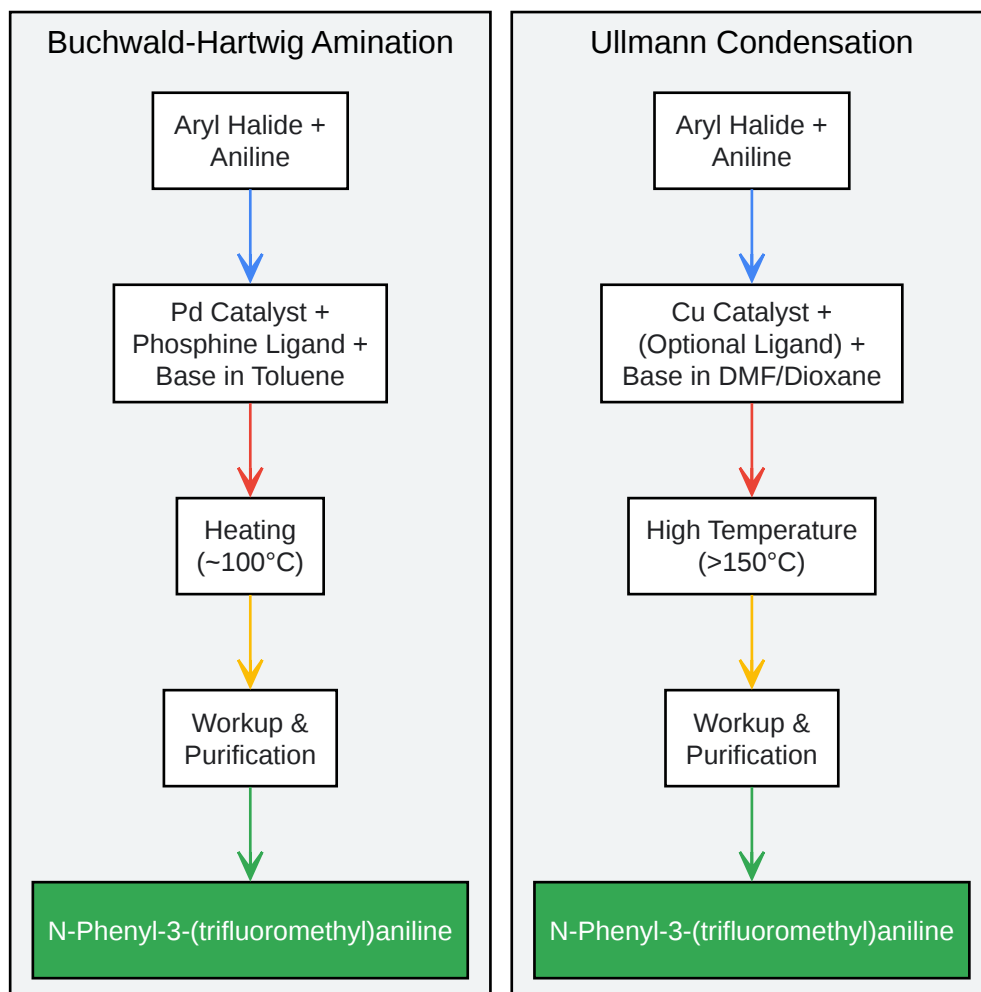 Buchwald-Hartwig Amination
Aryl Halide +
Aniline
Pd Catalyst +
Phosphine Ligand +
Base in Toluene
Heating
(~100°C)
Workup &
Purification
N-Phenyl-3-(trifluoromethyl)aniline
Ullmann Condensation
Aryl Halide +
Aniline
Cu Catalyst +
(Optional Ligand) +
Base in DMF/Dioxane
High Temperature
(>150°C)
Workup &
Purification
N-Phenyl-3-(trifluoromethyl)aniline